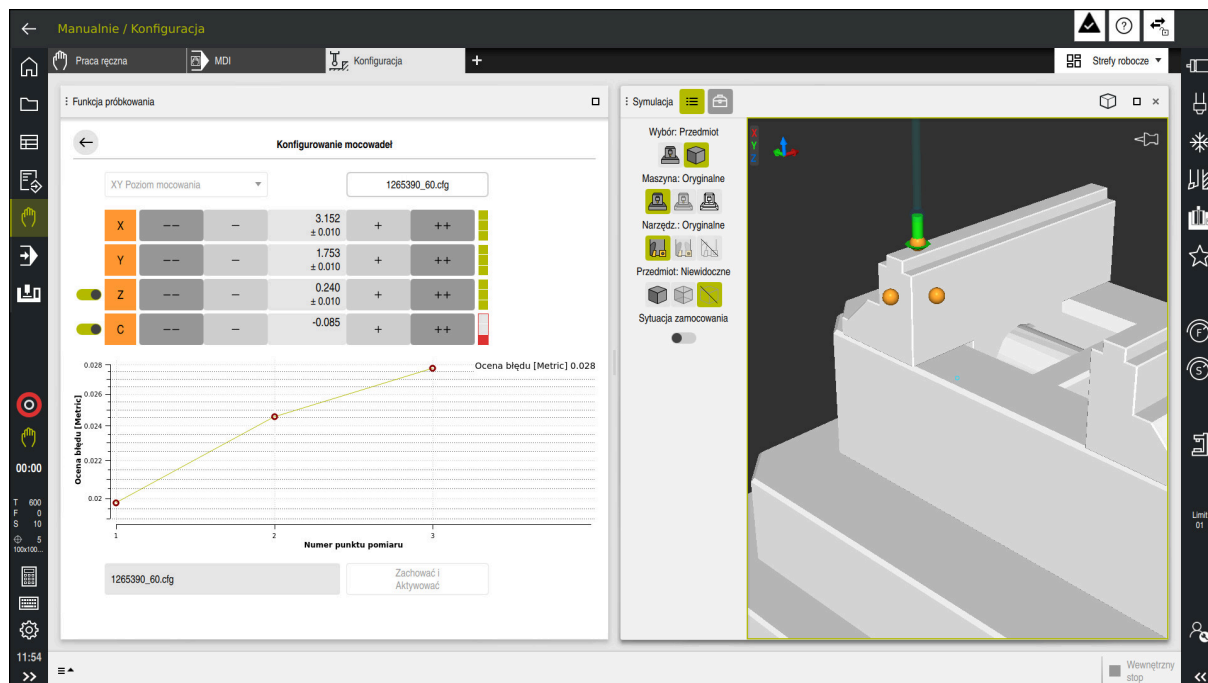 Manualnie / Konfiguracja
Praca ręczna
MDI
Konfiguracja
+
Strefy robocze
Funkcja próbkowania
Konfigurowanie mocowadeł
XY Poziom mocowania
1265390_60.cfg
X -- - 3.152 + ++
± 0.010
Y -- - 1.753 + ++
± 0.010
Z -- - 0.240 + ++
± 0.010
C -- - -0.085 + ++
Ocena błędu [Metric] 0.028
Ocena błędu [Metric]
0.028
0.026
0.024
0.022
0.02
1 2 3
Numer punktu pomiaru
1265390_60.cfg
Zachować i
Aktywować
Symulacja
Wybór: Przedmiot
Maszyna: Oryginalne
Narzędz.: Oryginalne
Przedmiot: Niewidoczne
Sytuacja zamocowania
X
Y
Z
00:00
T 600
F 0
S 10
5
100x100...
11:54
F
S
Limit
01
Wewnętrzny
stop